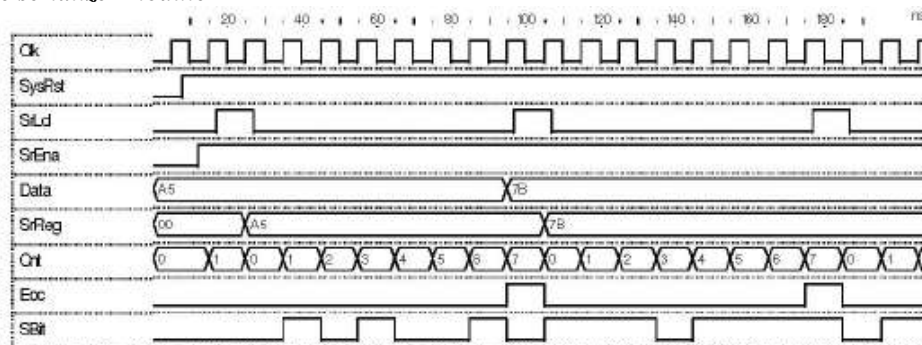 20 40 60 80 100 120 140 160 180
Clk
SysRst
SrLd
SrEna
Data A5 7B
SrReg 00 A5 7B
Cnt 0 1 0 1 2 3 4 5 6 7 0 1 2 3 4 5 6 7 0 1
Eoc
SBit